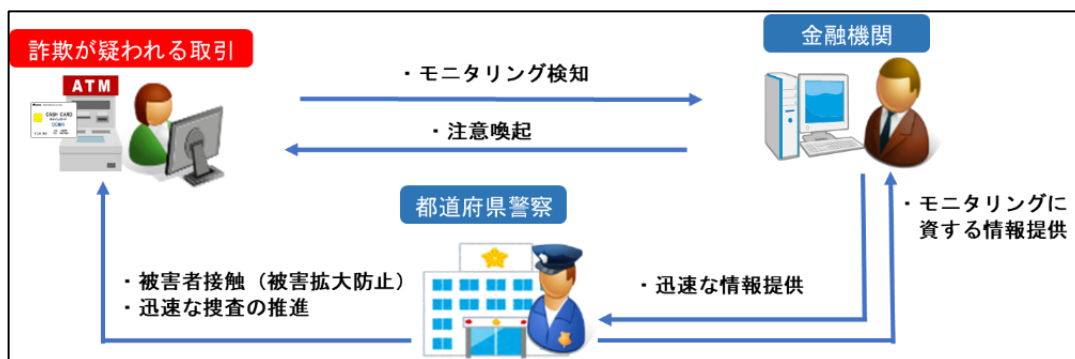 詐欺が疑われる取引
金融機関
ATM
CASH CARD
・モニタリング検知
・注意喚起
都道府県警察
・モニタリングに
資する情報提供
・被害者接触（被害拡大防止）
・迅速な捜査の推進
・迅速な情報提供